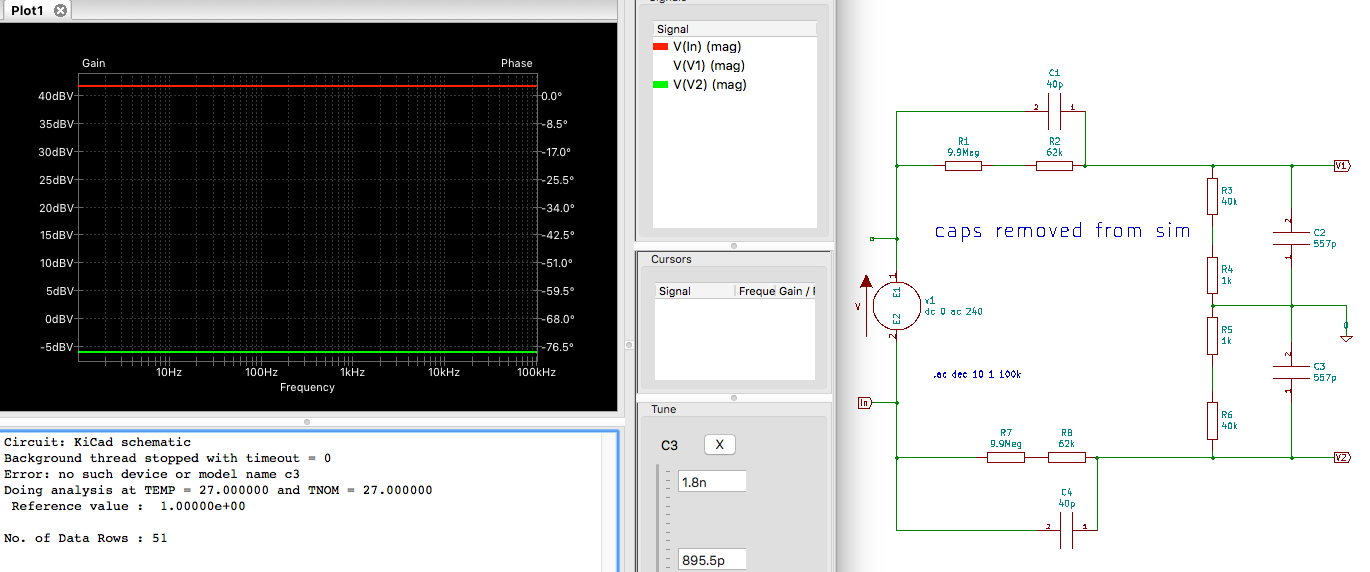 Plot1
Gain
Phase
40dBV
0.0°
35dBV
-8.5°
30dBV
-17.0°
25dBV
-25.5°
20dBV
-34.0°
15dBV
-42.5°
10dBV
-51.0°
5dBV
-59.5°
0dBV
-68.0°
-5dBV
-76.5°
10Hz
100Hz
1kHz
10kHz
100kHz
Frequency
Circuit: KiCad schematic
Background thread stopped with timeout = 0
Error: no such device or model name c3
Doing analysis at TEMP = 27.000000 and TNOM = 27.000000
Reference value : 1.00000e+00
No. of Data Rows : 51
Signals
Signal
V(In) (mag)
V(V1) (mag)
V(V2) (mag)
Cursors
Signal
Freque
Gain /
Tune
C3
X
1.8n
895.5p
C1
40p
2
1
R1
9.9Meg
R2
62k
V1
R3
40k
caps removed from sim
2
C2
557p
1
R4
1k
1
E1
V
v1
dc 0 ac 240
E2
2
0
R5
1k
2
C3
557p
1
.ac dec 10 1 100k
In
R6
40k
R7
9.9Meg
R8
62k
V2
C4
40p
2
1